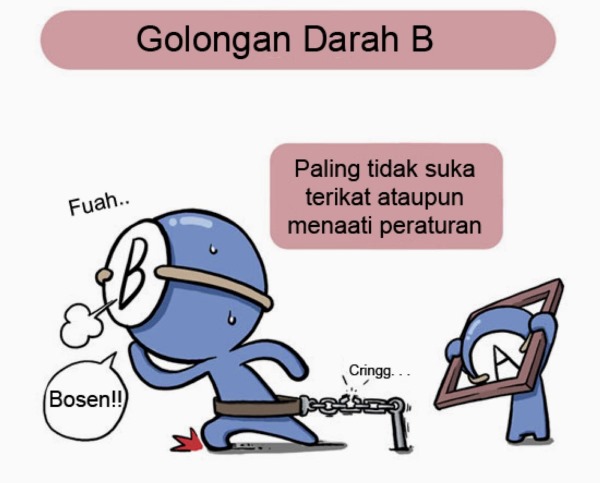 Golongan Darah B
Paling tidak suka
terikat ataupun
menaati peraturan
Fuah..
B
Bosen!!
Cringg. . .
A